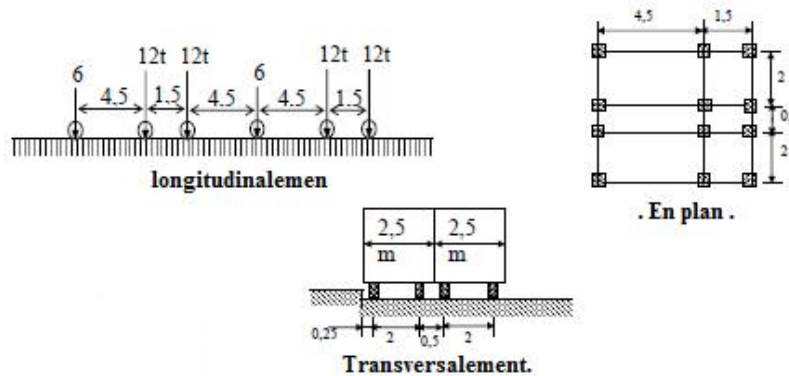 12t 12t 12t 12t
6 6
4.5 1.5 4.5 4.5 1.5
longitudinalemen
4,5 1,5
2
0,
2
. En plan .
2,5 2,5
m m
0,25 2 0,5 2
Transversalement.